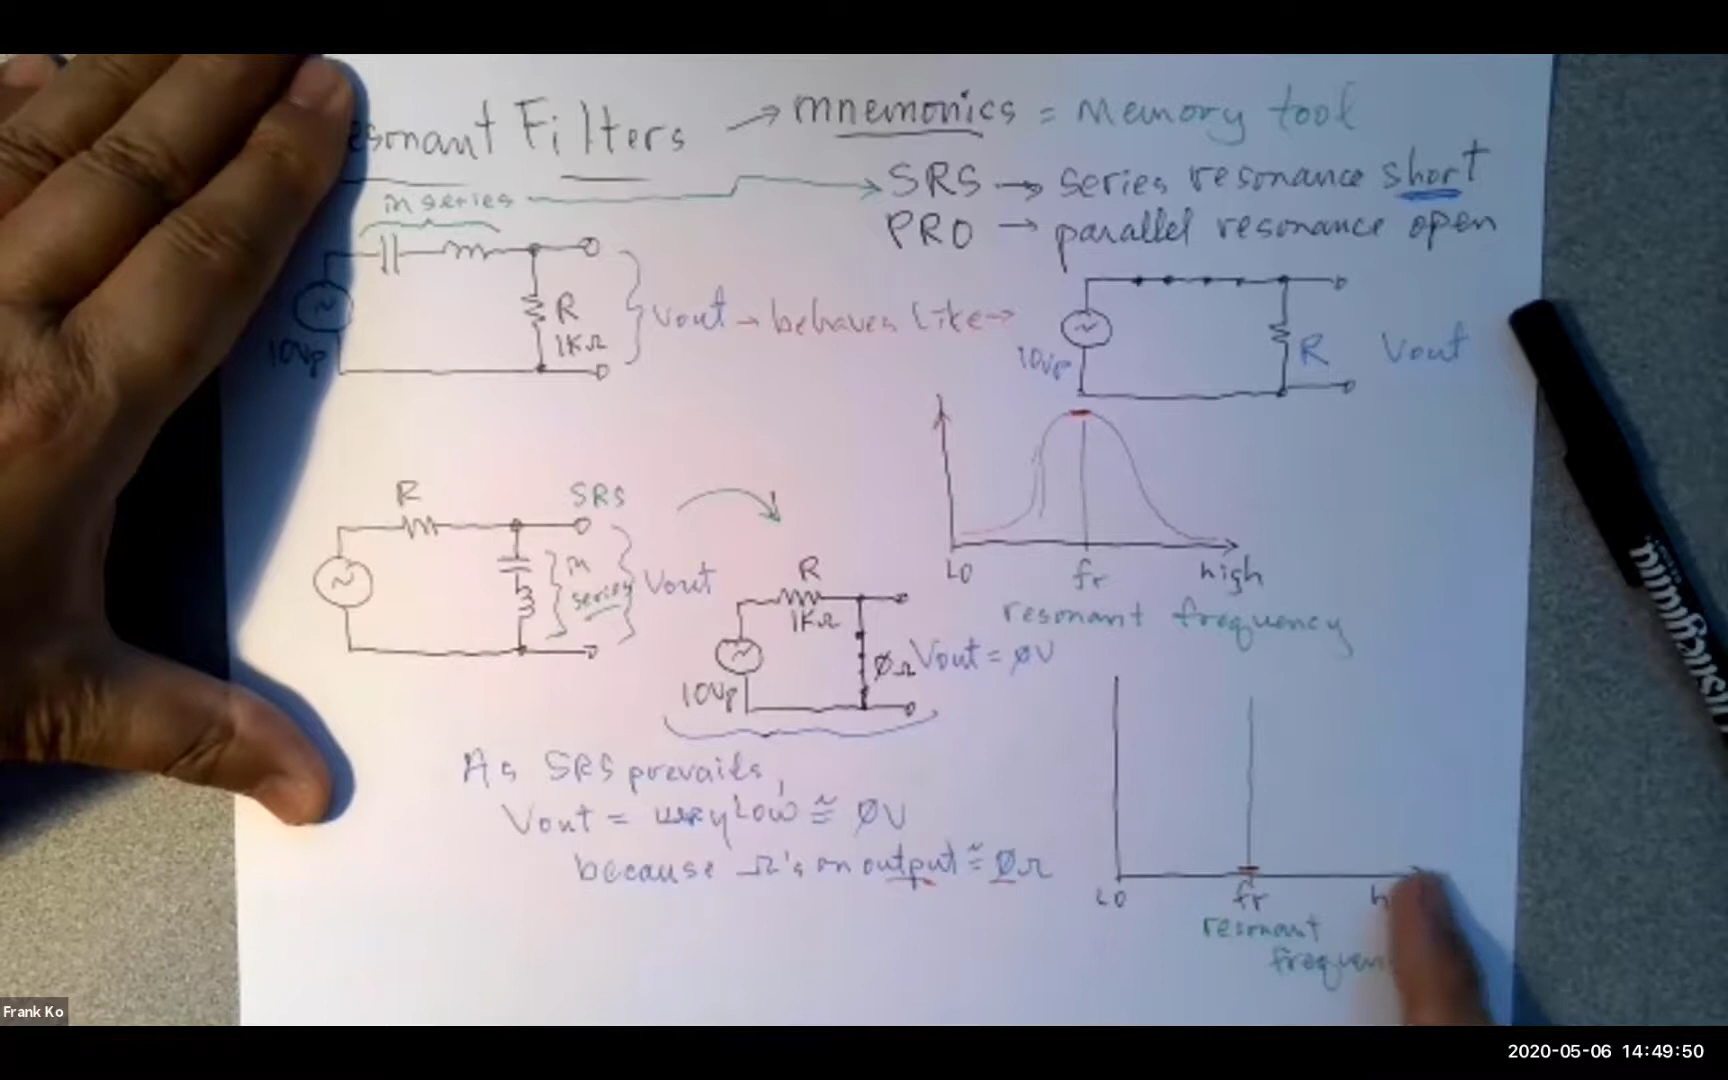 esonant Filters → mnemonics = Memory tool
in series → SRS → series resonance short
PRO → parallel resonance open
R
1KΩ
10Vp
Vout → behaves like →
10Vp
R
Vout
R
SRS
in
series
Vout
LO
fr
high
resonant frequency
R
1KΩ
10Vp
ØΩ
Vout = ØV
As SRS prevails,
Vout = very Low ≅ ØV
because Ω's on output ≅ ØΩ
LO
fr
h
resonant
frequen
Frank Ko
2020-05-06 14:49:50